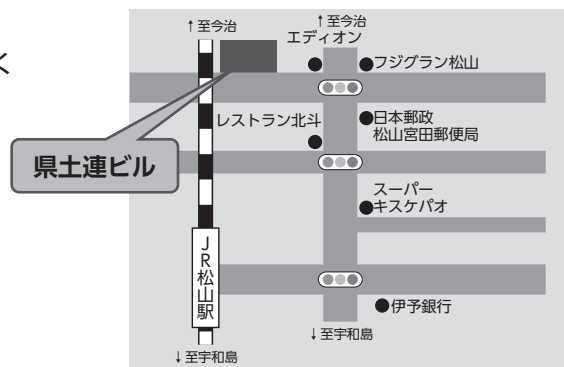 く
↑至今治
↑至今治
エディオン
フジグラン松山
レストラン北斗
日本郵政
松山宮田郵便局
県土連ビル
スーパー
キスケパオ
JR松山駅
伊予銀行
↓至宇和島
↓至宇和島